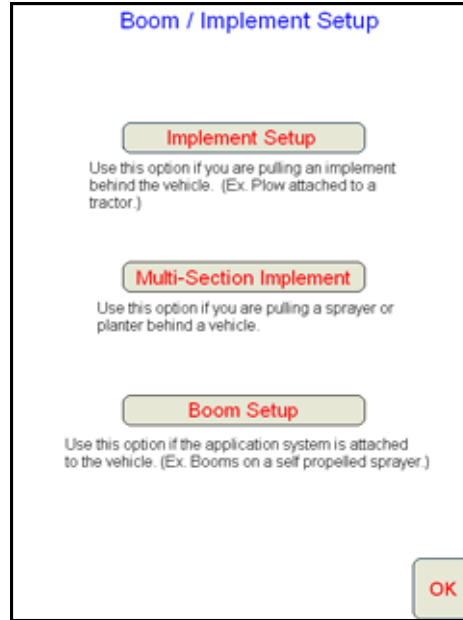 Boom / Implement Setup
Implement Setup
Use this option if you are pulling an implement
behind the vehicle. (Ex. Plow attached to a
tractor.)
Multi-Section Implement
Use this option if you are pulling a sprayer or
planter behind a vehicle.
Boom Setup
Use this option if the application system is attached
to the vehicle. (Ex. Booms on a self propelled sprayer.)
OK